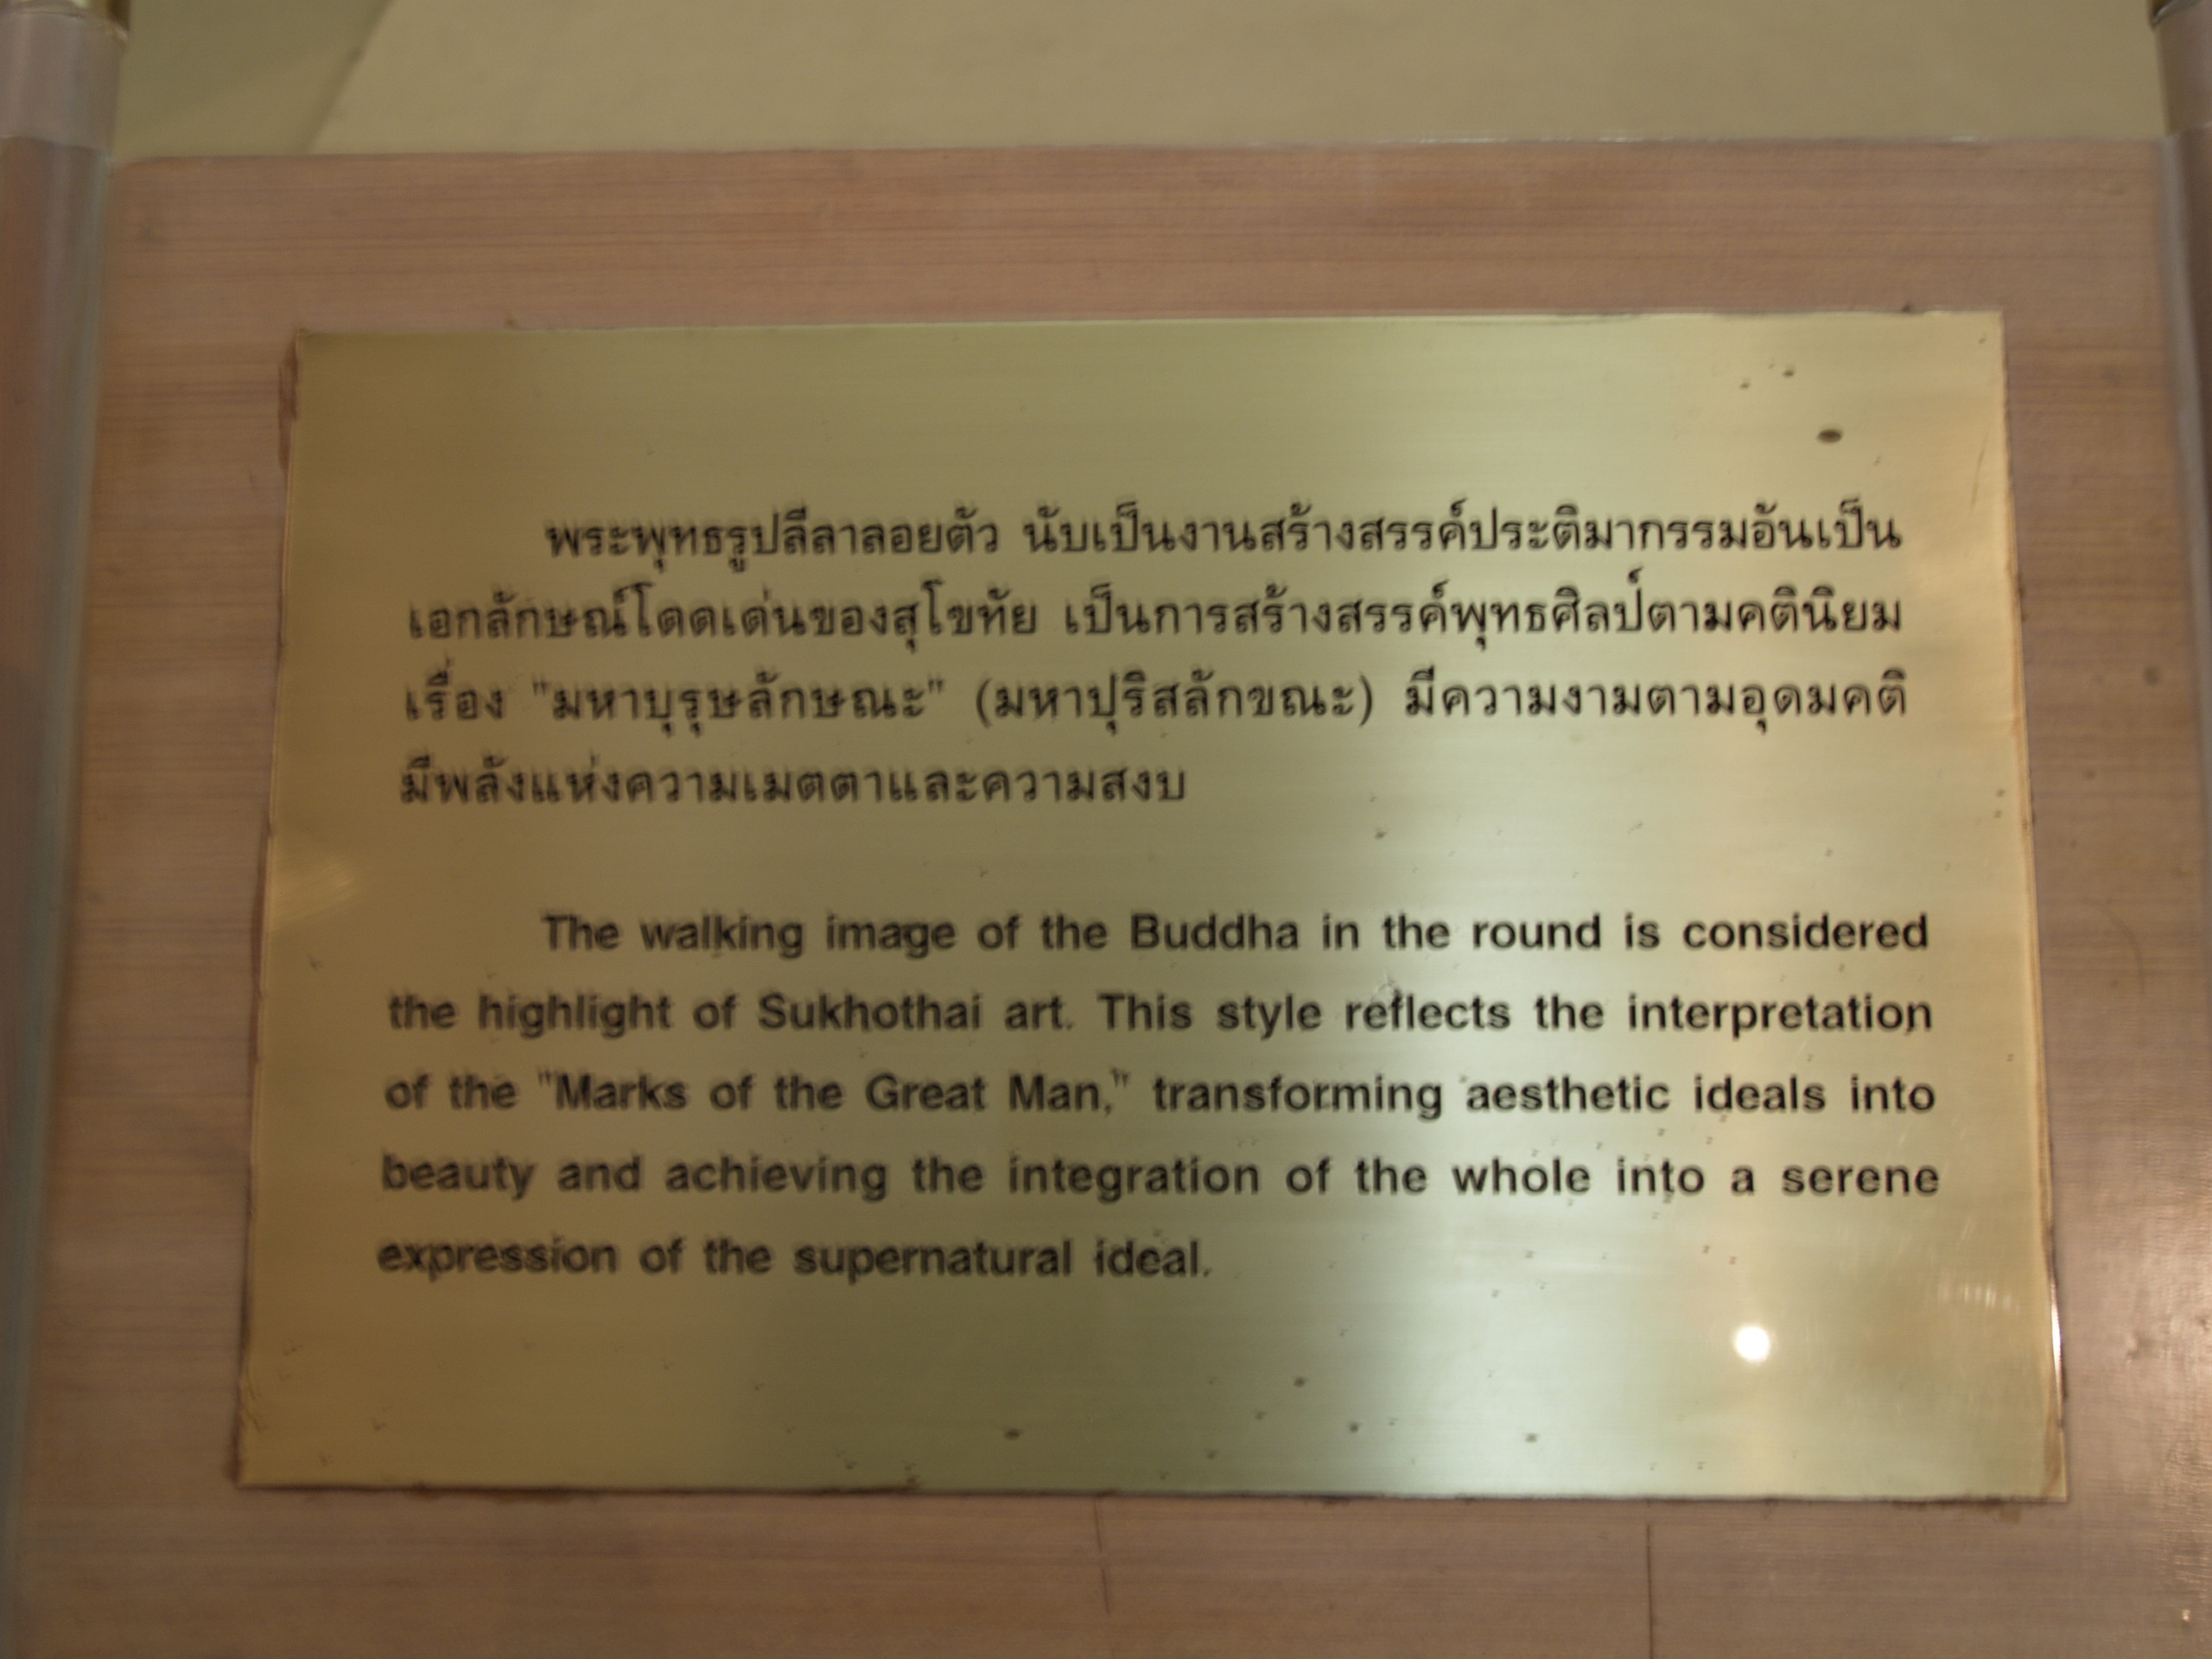 พระพุทธรูปลีลาลอยตัว นับเป็นงานสร้างสรรค์ประติมากรรมอันเป็น
เอกลักษณ์โดดเด่นของสุโขทัย เป็นการสร้างสรรค์พุทธศิลป์ตามคตินิยม
เรื่อง "มหาบุรุษลักษณะ" (มหาปุริสลักขณะ) มีความงามตามอุดมคติ
มีพลังแห่งความเมตตาและความสงบ
The walking image of the Buddha in the round is considered
the highlight of Sukhothai art. This style reflects the interpretation
of the "Marks of the Great Man," transforming aesthetic ideals into
beauty and achieving the integration of the whole into a serene
expression of the supernatural ideal.